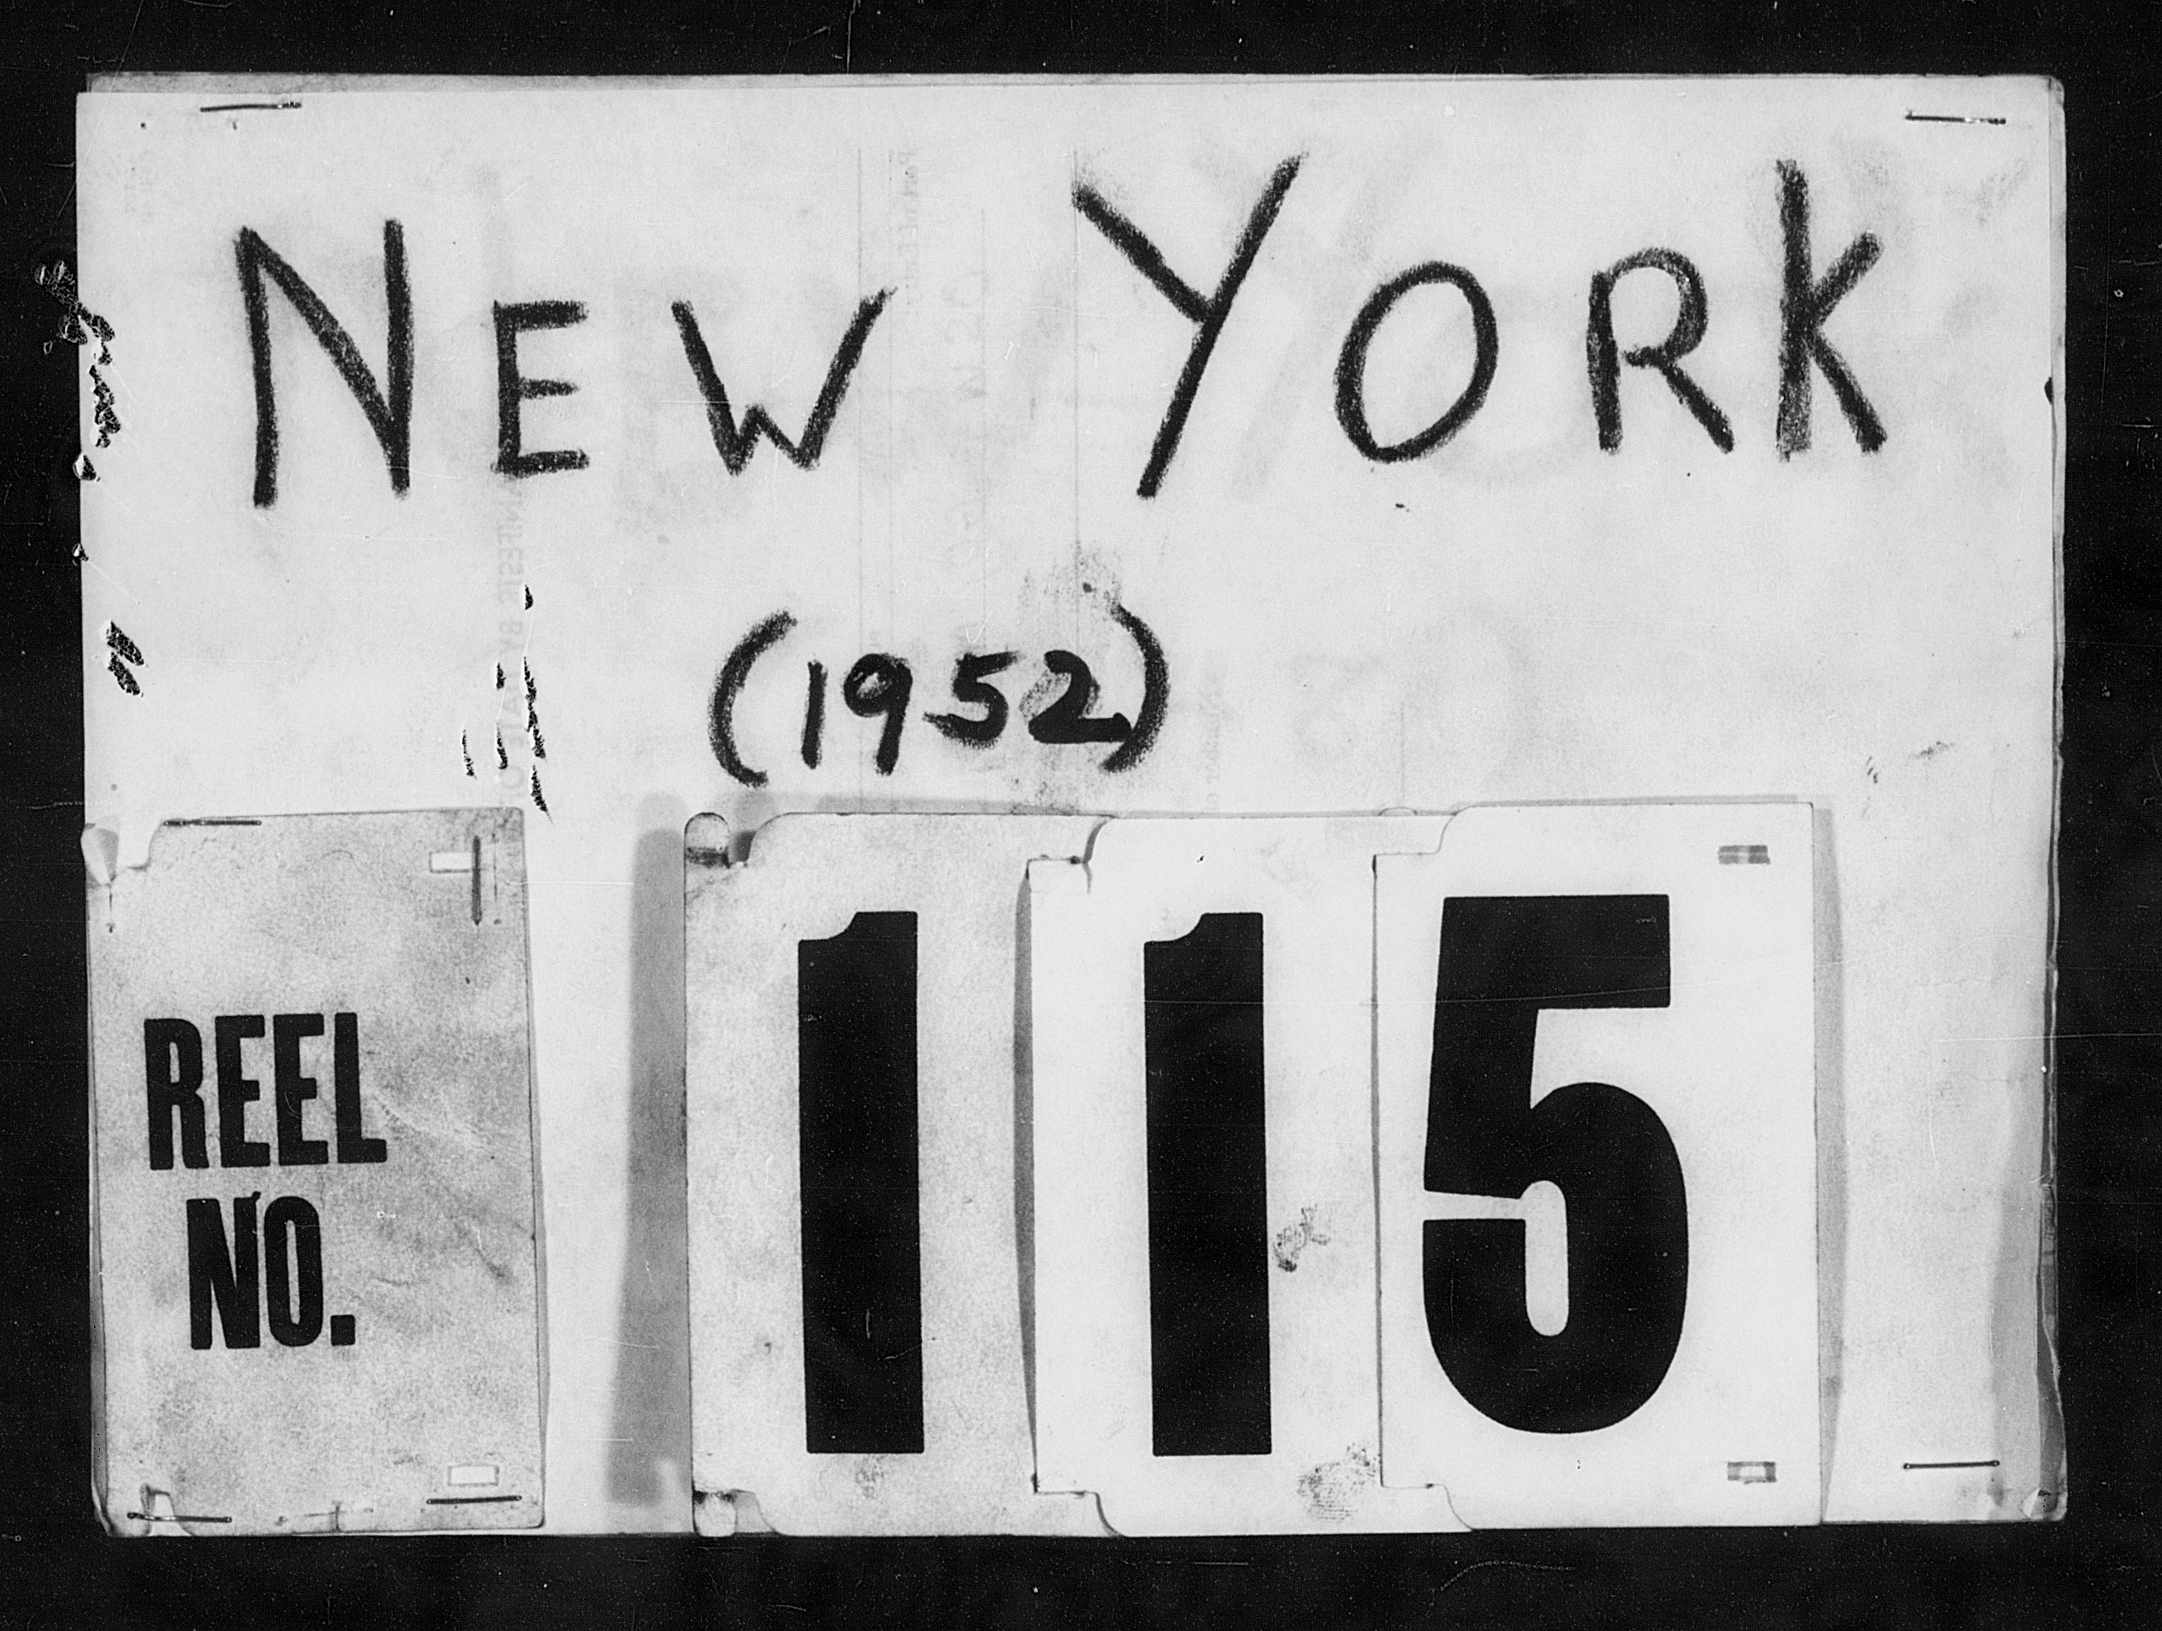 NEW YORK
(1952)
REEL
NO.
115